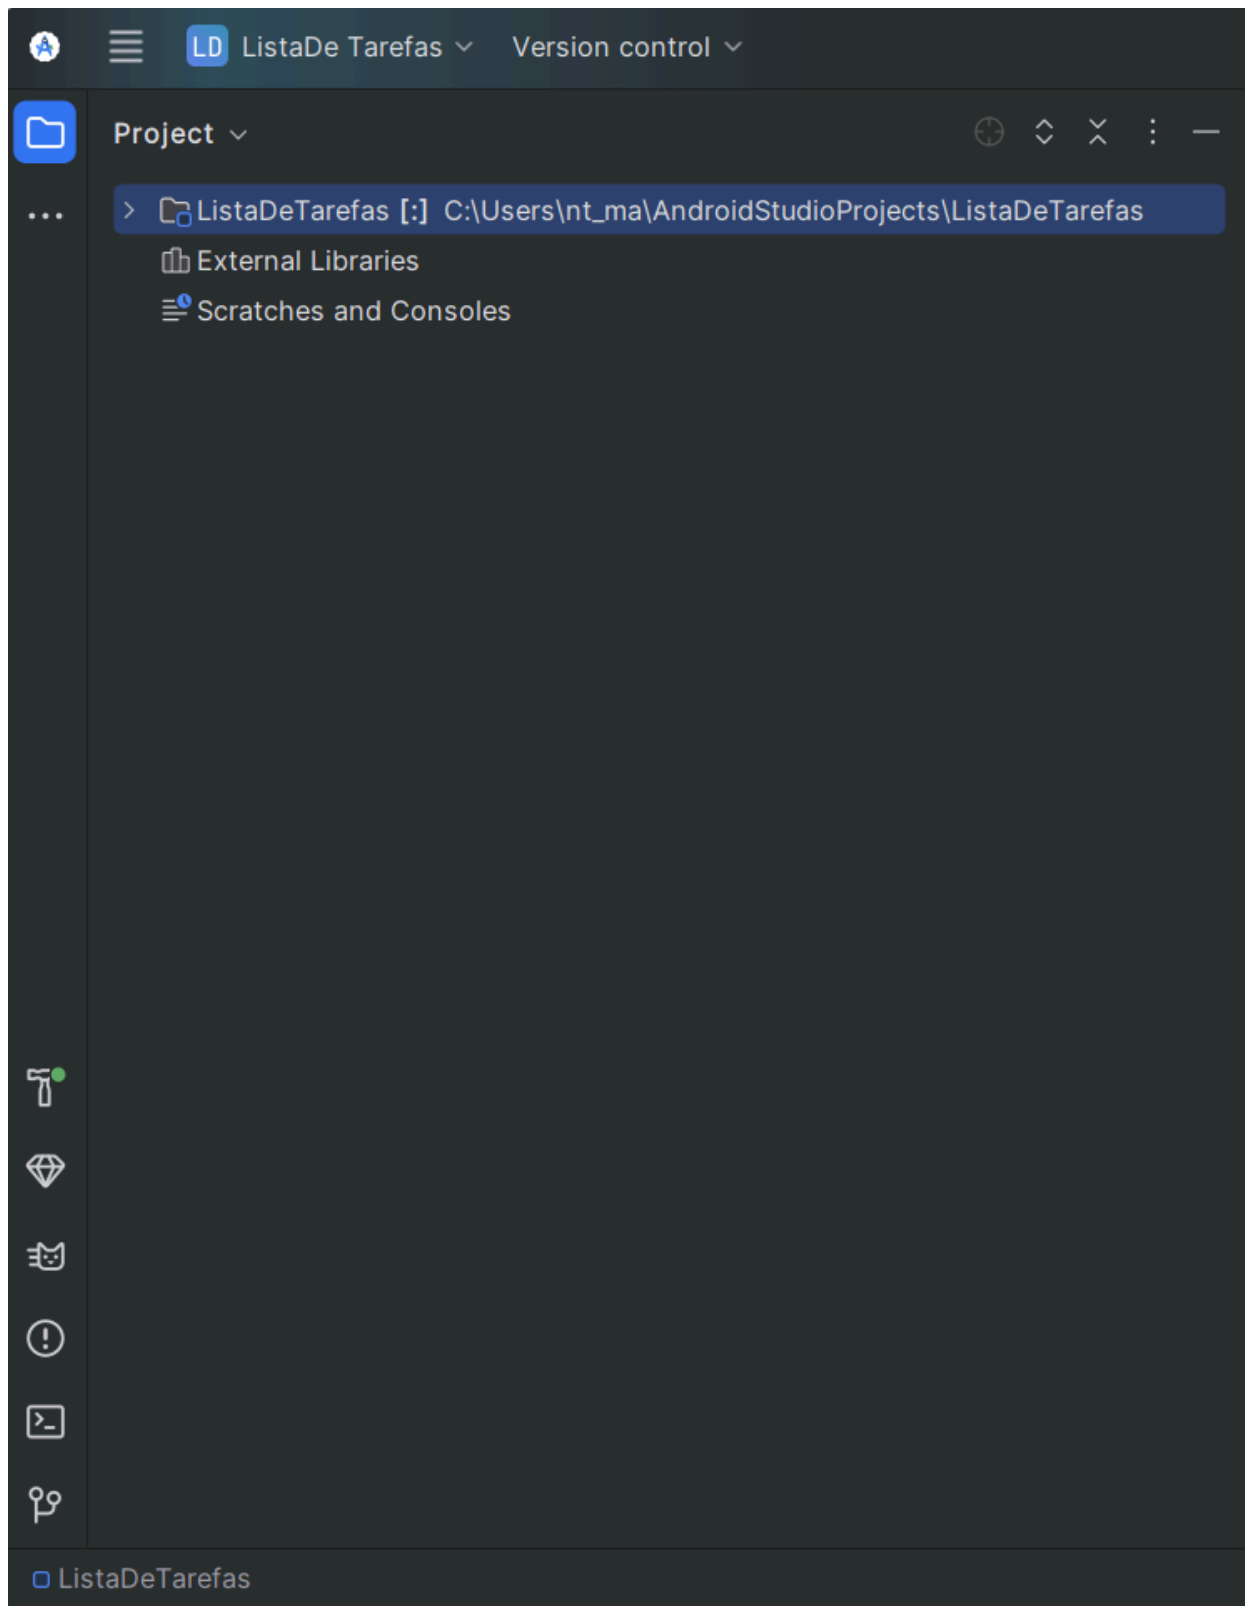 LD ListaDe Tarefas Version control
Project
ListaDeTarefas [:] C:\Users\nt_ma\AndroidStudioProjects\ListaDeTarefas
External Libraries
Scratches and Consoles
ListaDeTarefas